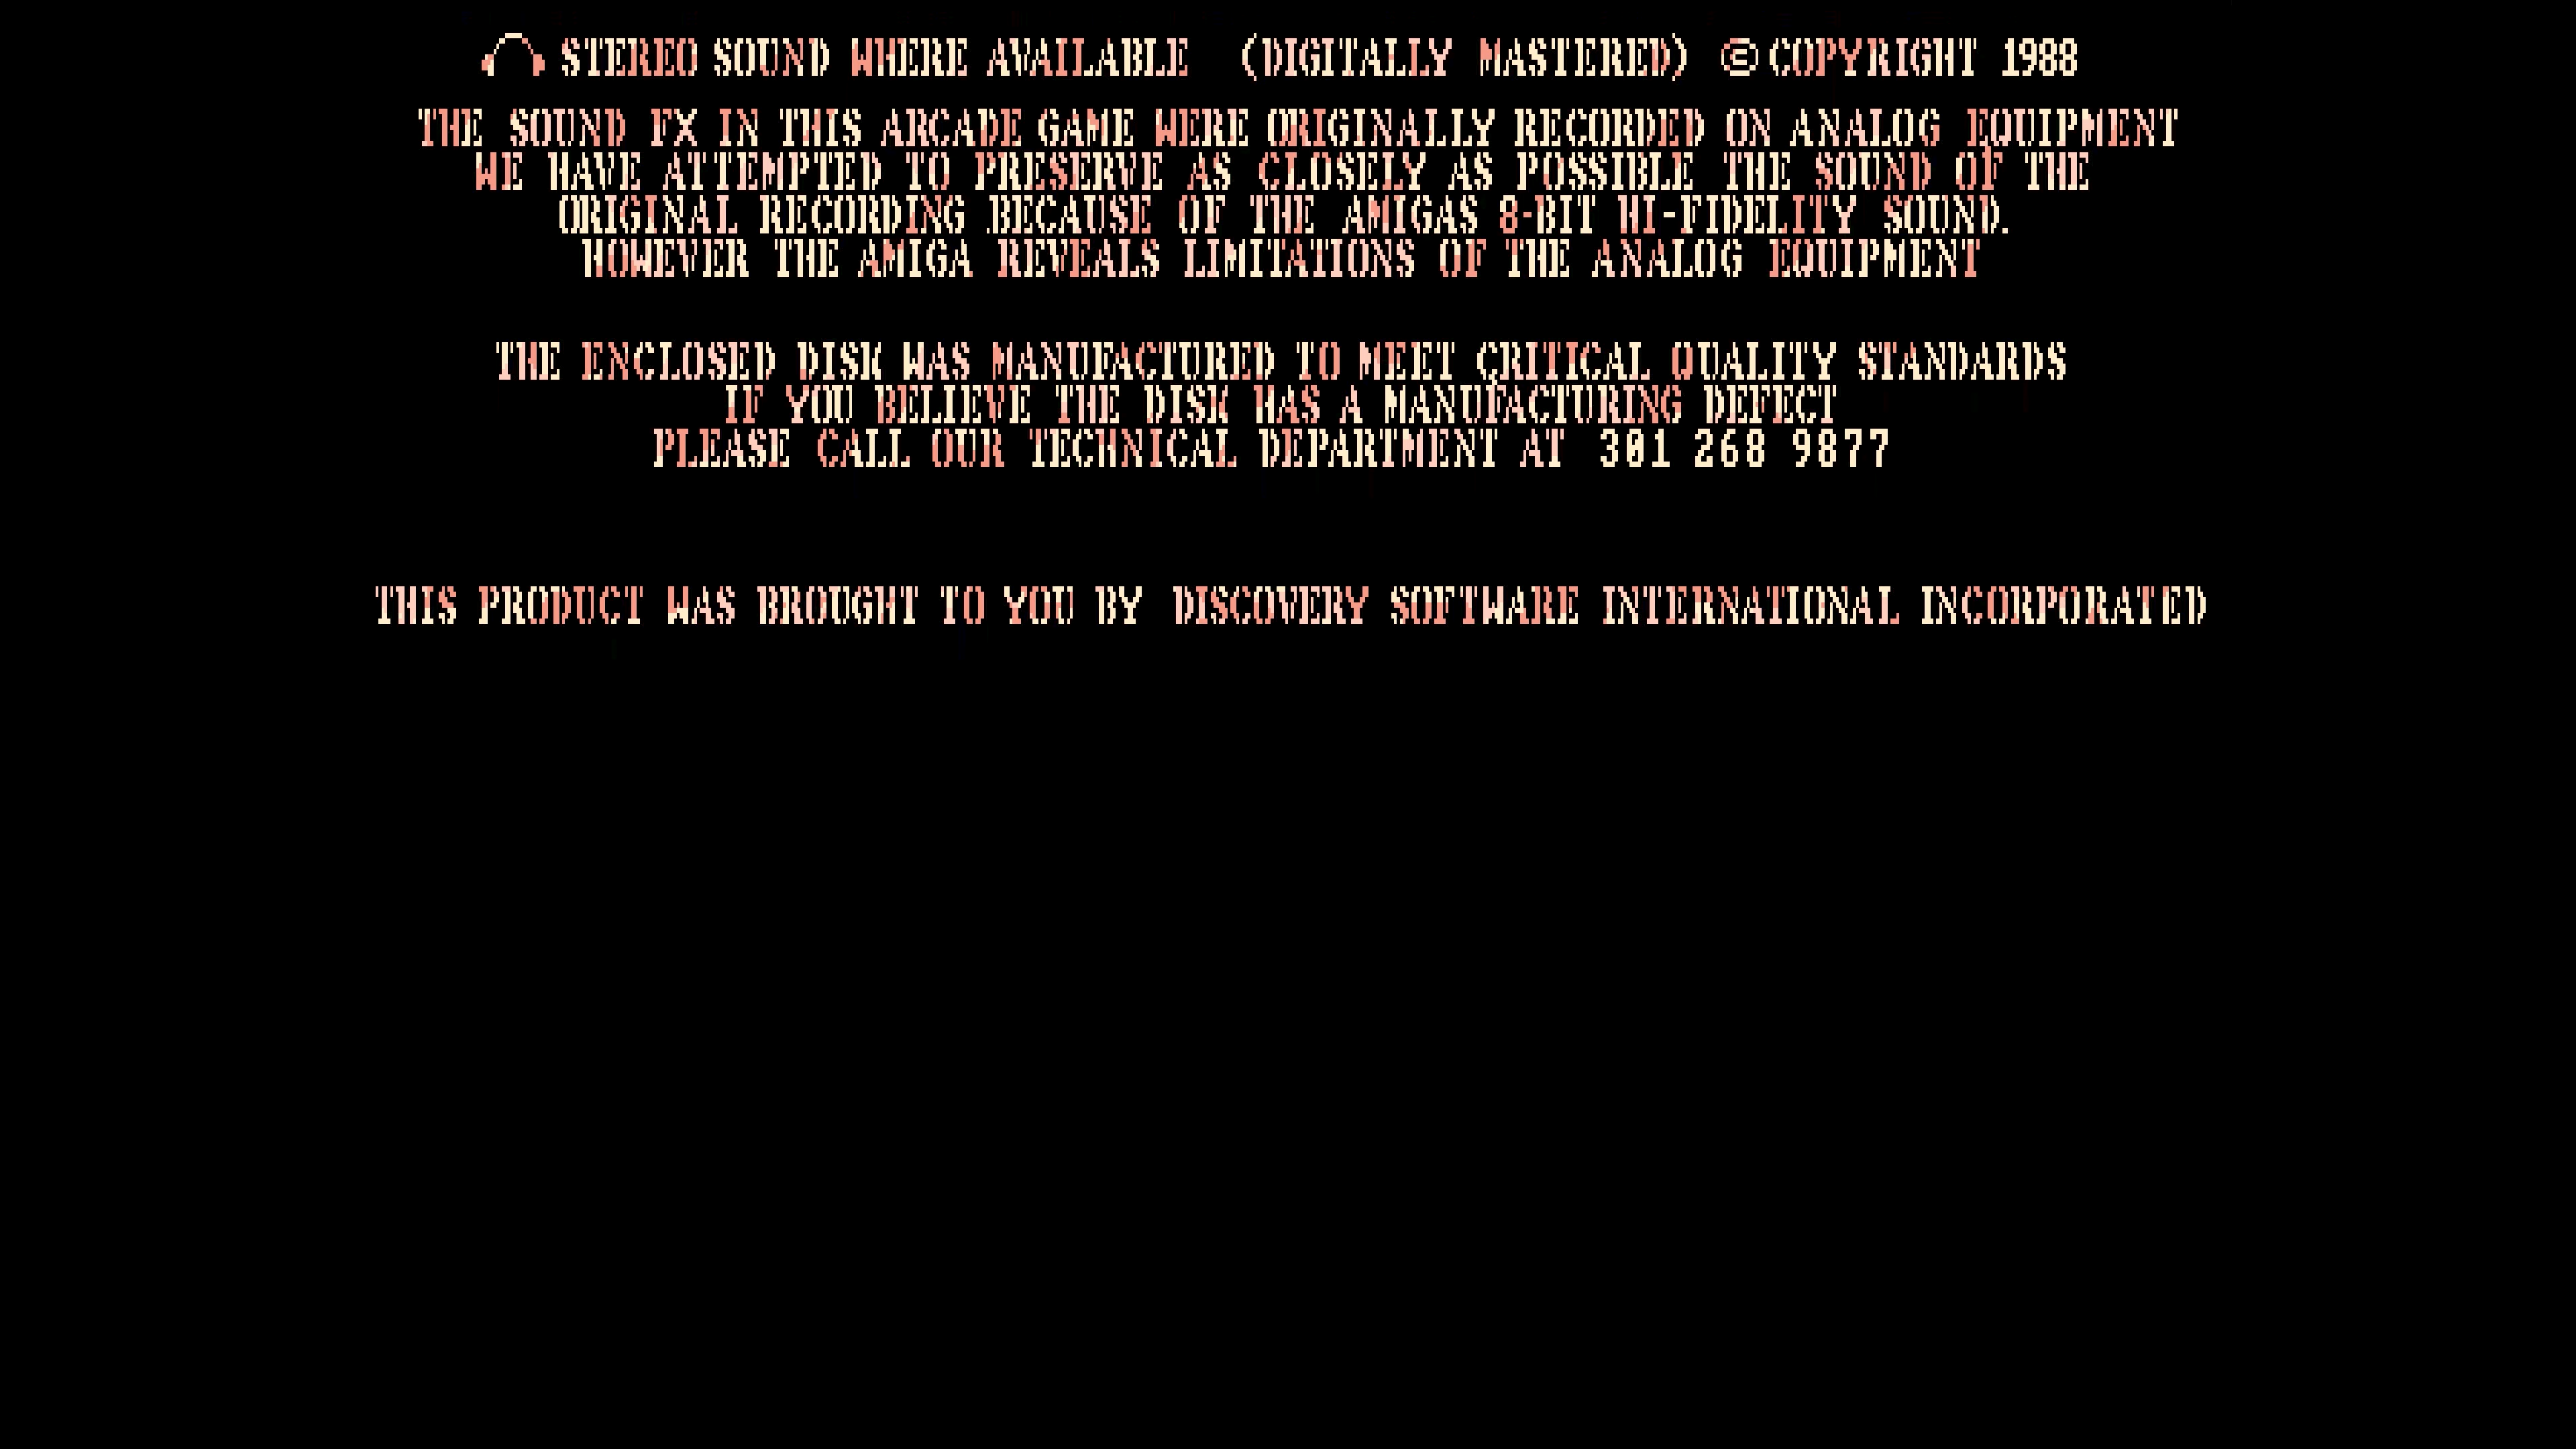 STEREO SOUND WHERE AVAILABLE (DIGITALLY MASTERED) © COPYRIGHT 1988
THE SOUND FX IN THIS ARCADE GAME WERE ORIGINALLY RECORDED ON ANALOG EQUIPMENT
WE HAVE ATTEMPTED TO PRESERVE AS CLOSELY AS POSSIBLE THE SOUND OF THE
ORIGINAL RECORDING BECAUSE OF THE AMIGAS 8-BIT HI-FIDELITY SOUND.
HOWEVER THE AMIGA REVEALS LIMITATIONS OF THE ANALOG EQUIPMENT
THE ENCLOSED DISK WAS MANUFACTURED TO MEET CRITICAL QUALITY STANDARDS
IF YOU BELIEVE THE DISK HAS A MANUFACTURING DEFECT
PLEASE CALL OUR TECHNICAL DEPARTMENT AT 301 268 9877
THIS PRODUCT WAS BROUGHT TO YOU BY DISCOVERY SOFTWARE INTERNATIONAL INCORPORATED